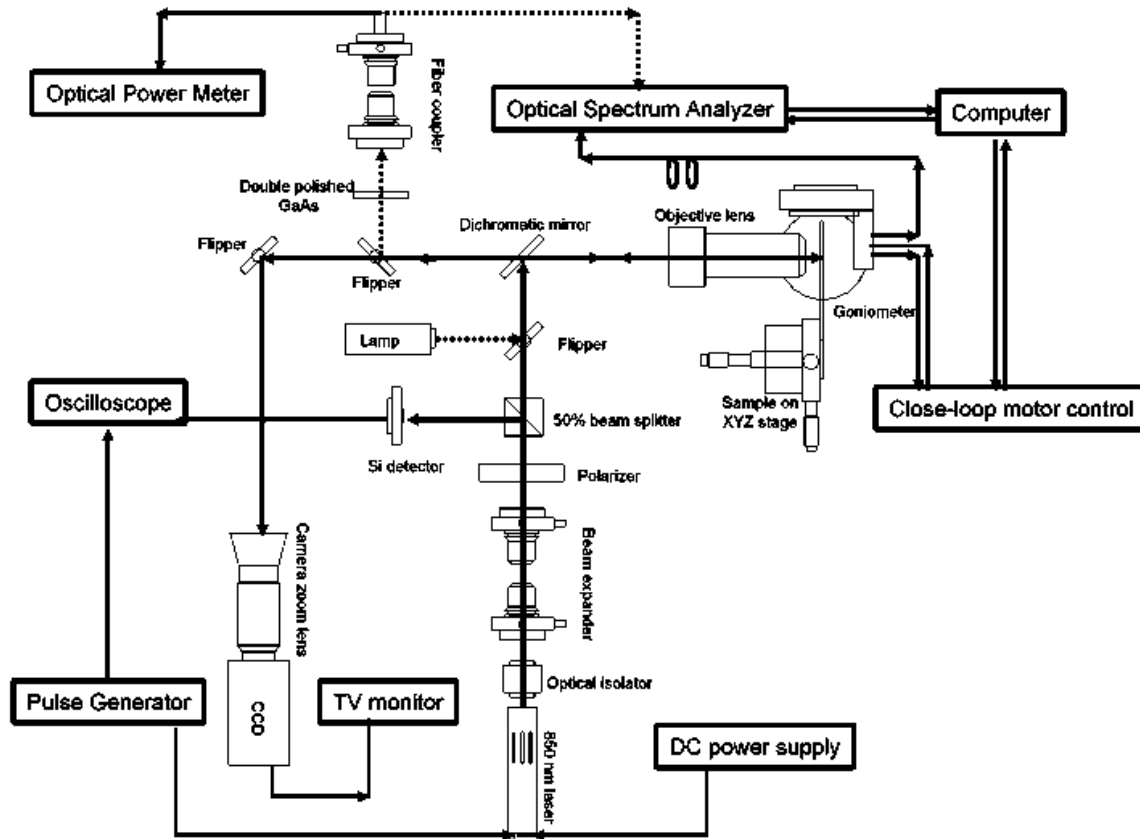 Optical Power Meter
Fiber coupler
Optical Spectrum Analyzer
Computer
Double polished
GaAs
Objective lens
Dichromatic mirror
Flipper
Flipper
Goniometer
Lamp
Flipper
Oscilloscope
50% beam splitter
Sample on
XYZ stage
Close-loop motor control
Si detector
Polarizer
Camera zoom lens
Beam expander
Optical isolator
Pulse Generator
CCD
TV monitor
850 nm laser
DC power supply